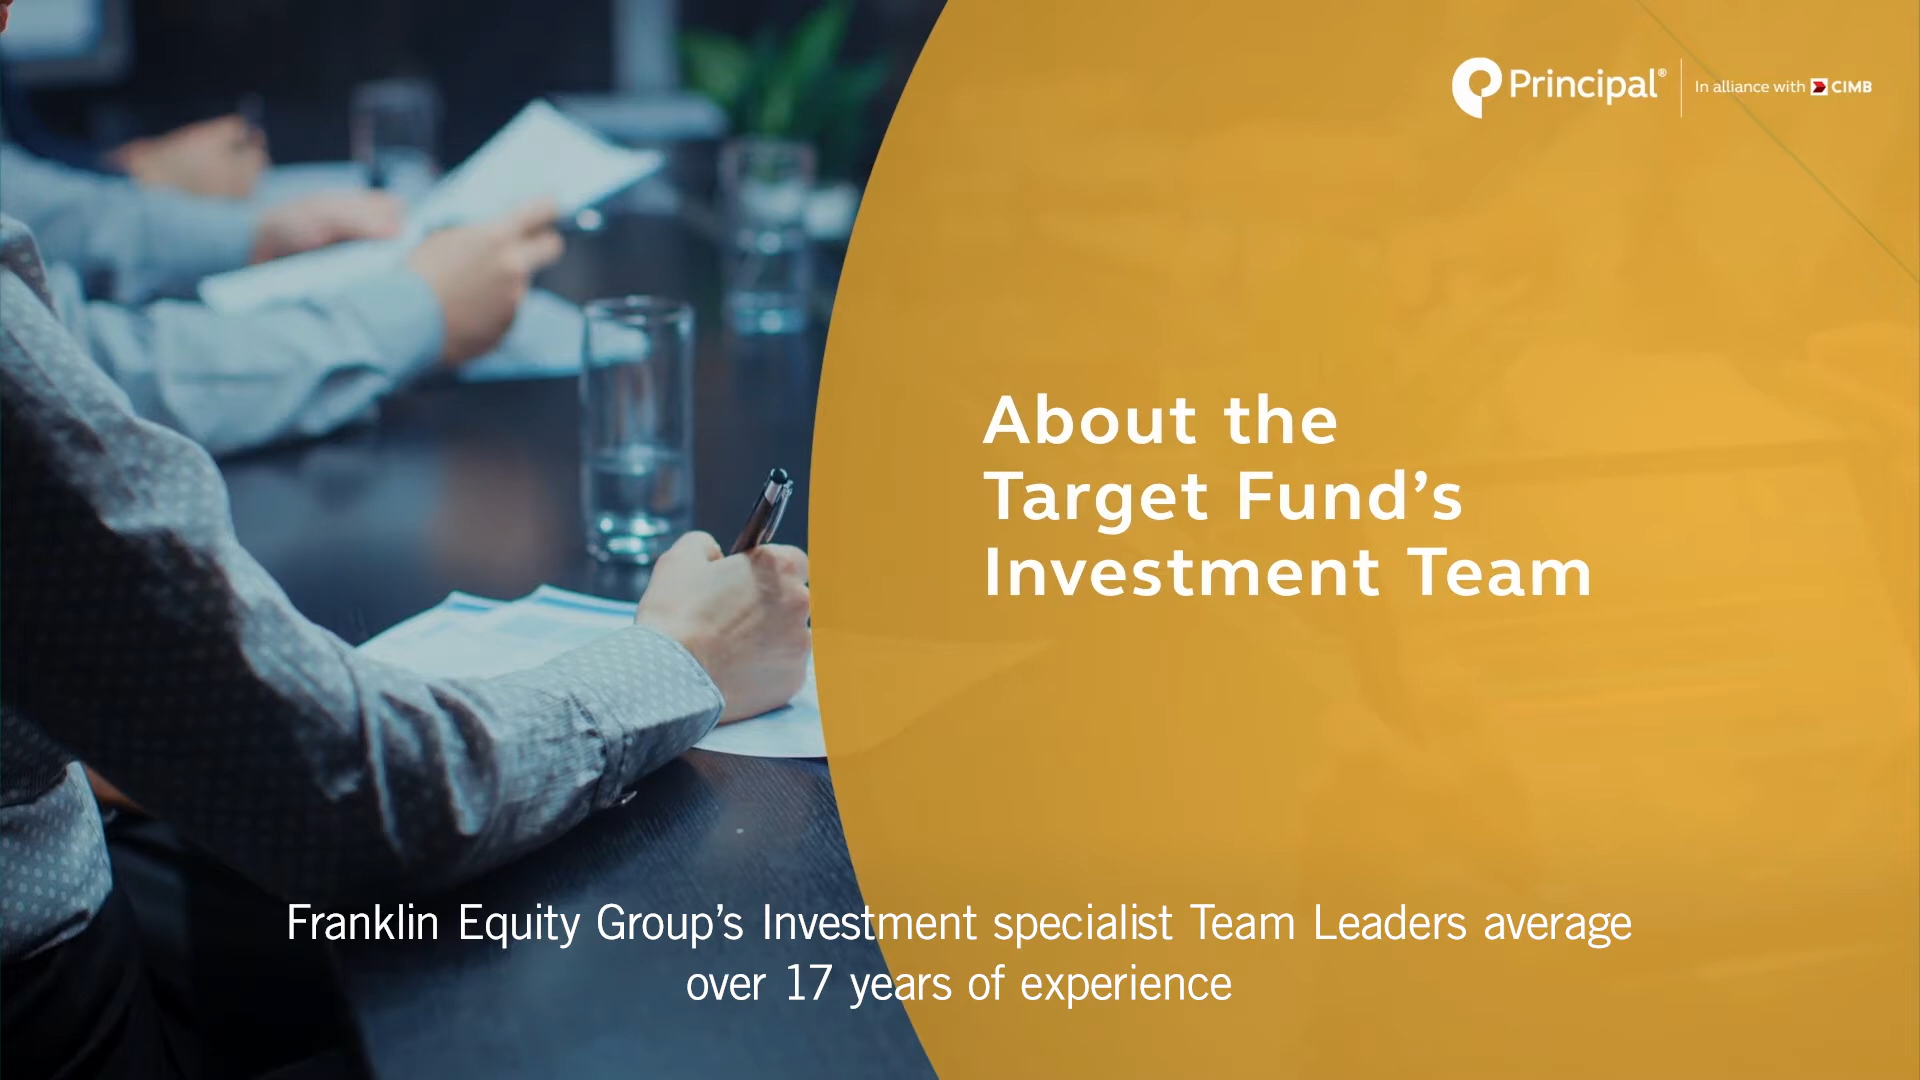 Principal®
In alliance with CIMB
About the
Target Fund’s
Investment Team
Franklin Equity Group’s Investment specialist Team Leaders average
over 17 years of experience